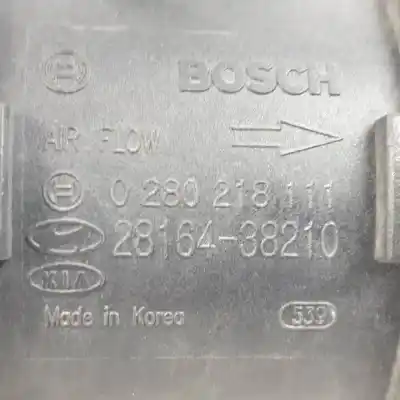 BOSCH
AIR FLOW
0 280 218 111
28164-38210
KIA
Made in Korea 539